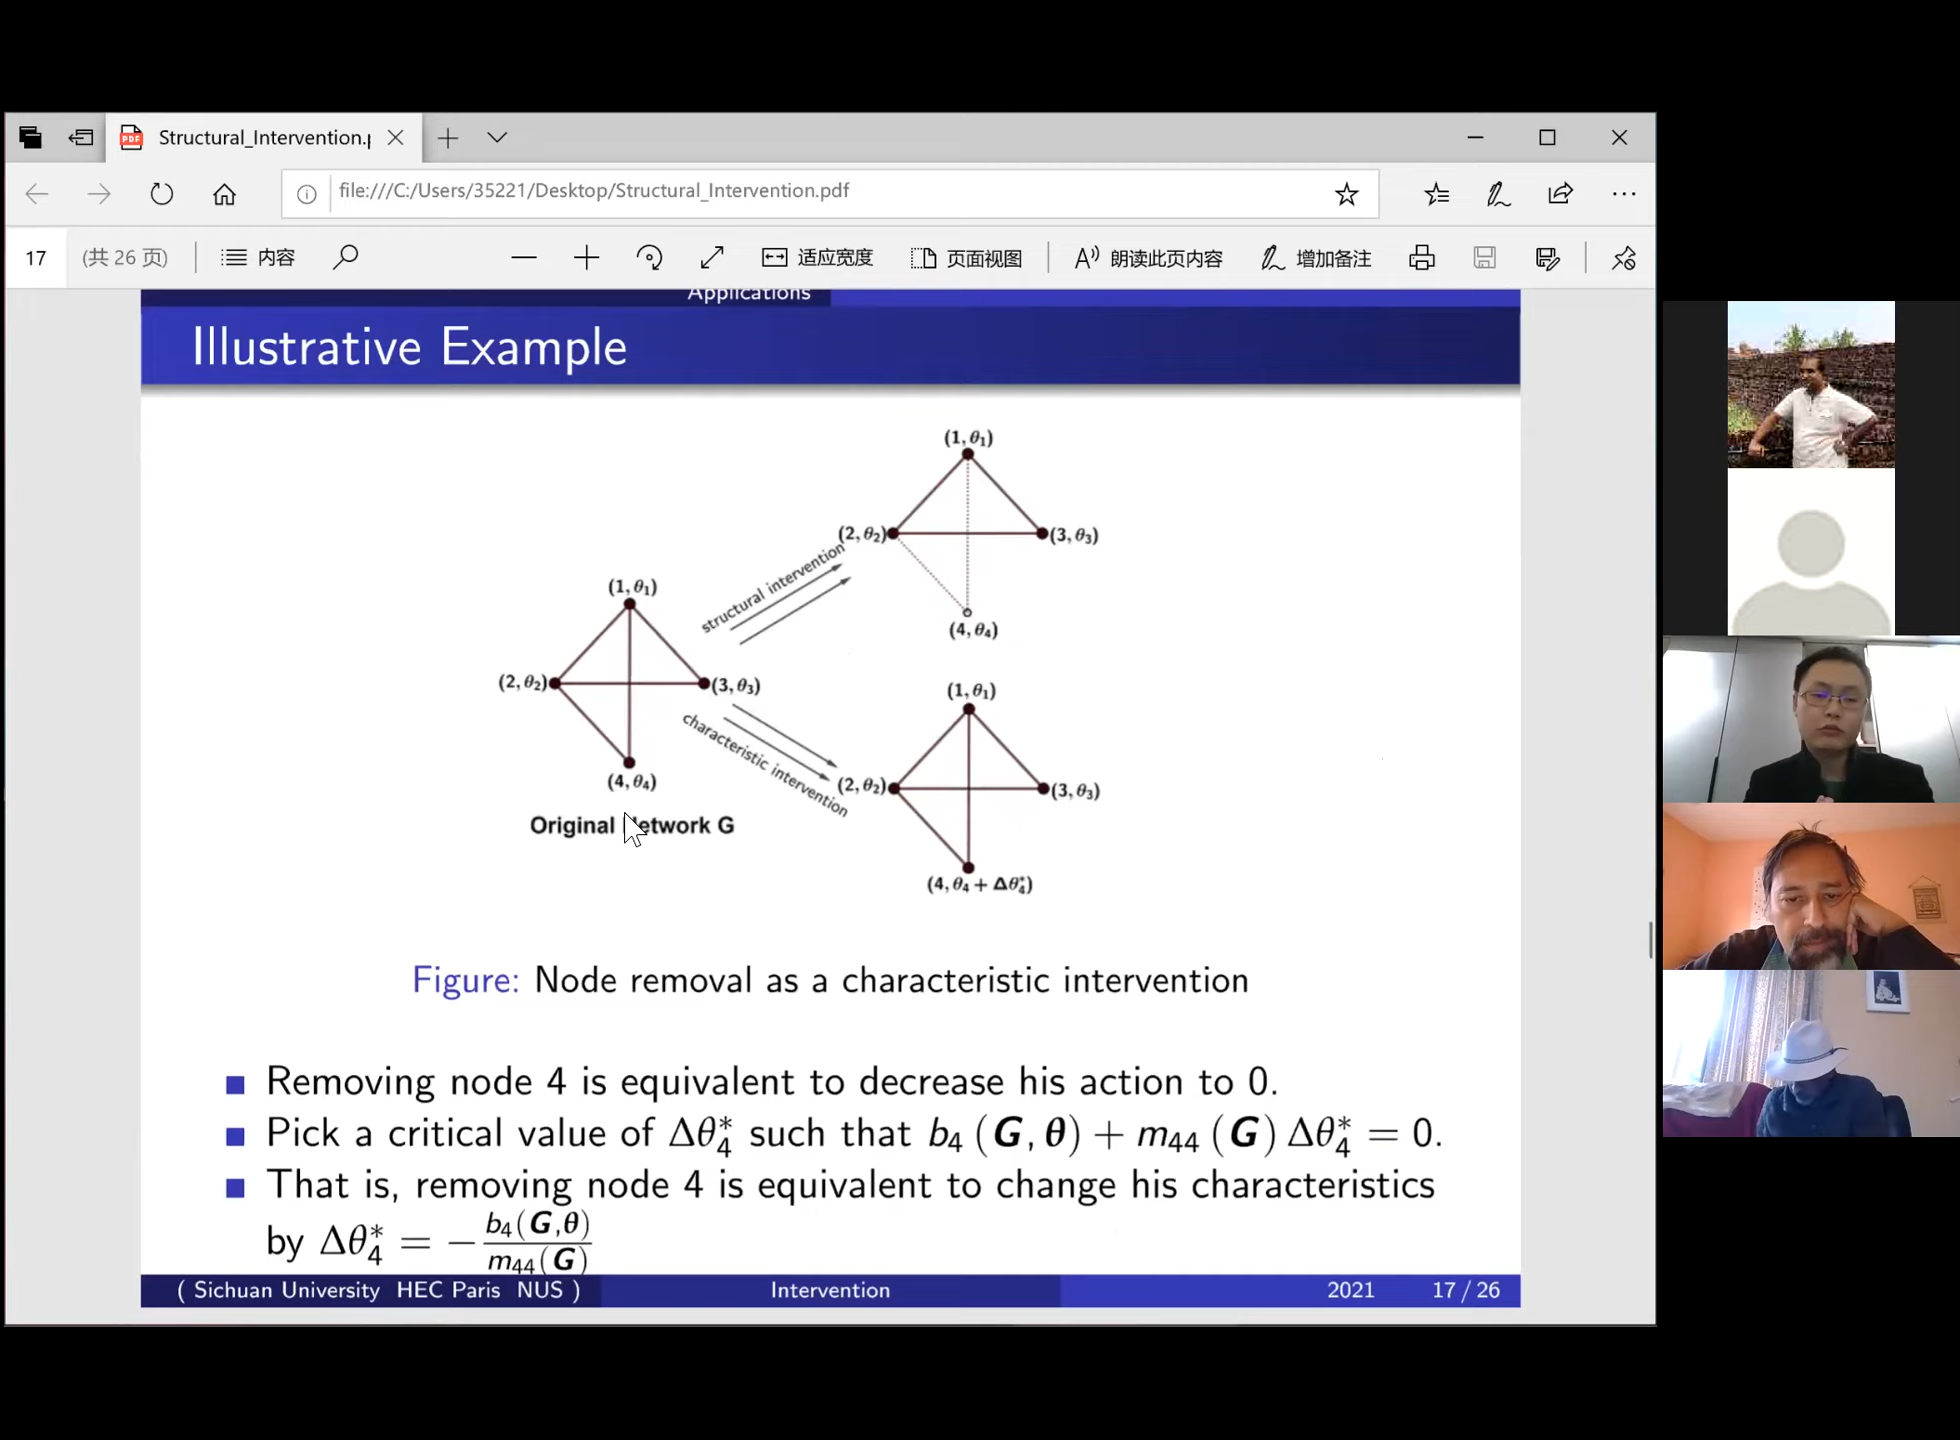 Structural_Intervention.p
file:///C:/Users/35221/Desktop/Structural_Intervention.pdf
17 (共 26 页) 内容 适应宽度 页面视图 朗读此页内容 增加备注
Applications
Illustrative Example
(1, θ₁)
(2, θ₂)
(3, θ₃)
(4, θ₄)
structural intervention
(1, θ₁)
(2, θ₂)
(3, θ₃)
(4, θ₄)
Original Network G
characteristic intervention
(1, θ₁)
(2, θ₂)
(3, θ₃)
(4, θ₄ + Δθ₄*)
Figure: Node removal as a characteristic intervention
Removing node 4 is equivalent to decrease his action to 0.
Pick a critical value of Δθ₄* such that b₄ (G, θ) + m₄₄ (G) Δθ₄* = 0.
That is, removing node 4 is equivalent to change his characteristics
by Δθ₄* = − b₄(G,θ) / m₄₄(G)
( Sichuan University HEC Paris NUS ) Intervention 2021 17 / 26